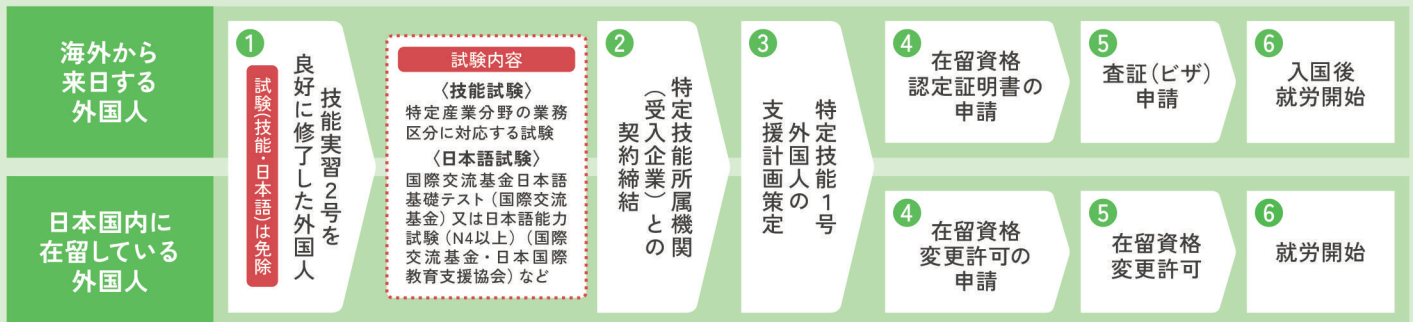 海外から
来日する
外国人
日本国内に
在留している
外国人
1
技能実習2号を
良好に修了した外国人
試験(技能・日本語)は免除
試験内容
〈技能試験〉
特定産業分野の業務
区分に対応する試験
〈日本語試験〉
国際交流基金日本語
基礎テスト(国際交流
基金)又は日本語能力
試験(N4以上)(国際
交流基金・日本国際
教育支援協会)など
2
特定技能所属機関
(受入企業)との
契約締結
3
特定技能1号
外国人の
支援計画策定
4
在留資格
認定証明書の
申請
5
査証(ビザ)
申請
6
入国後
就労開始
4
在留資格
変更許可の
申請
5
在留資格
変更許可
6
就労開始